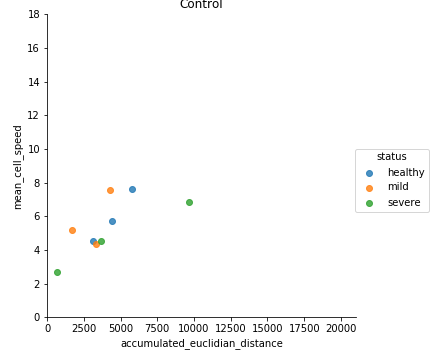 Control
18
16
14
12
10
8
6
4
2
0
mean_cell_speed
0 2500 5000 7500 10000 12500 15000 17500 20000
accumulated_euclidian_distance
status
healthy
mild
severe